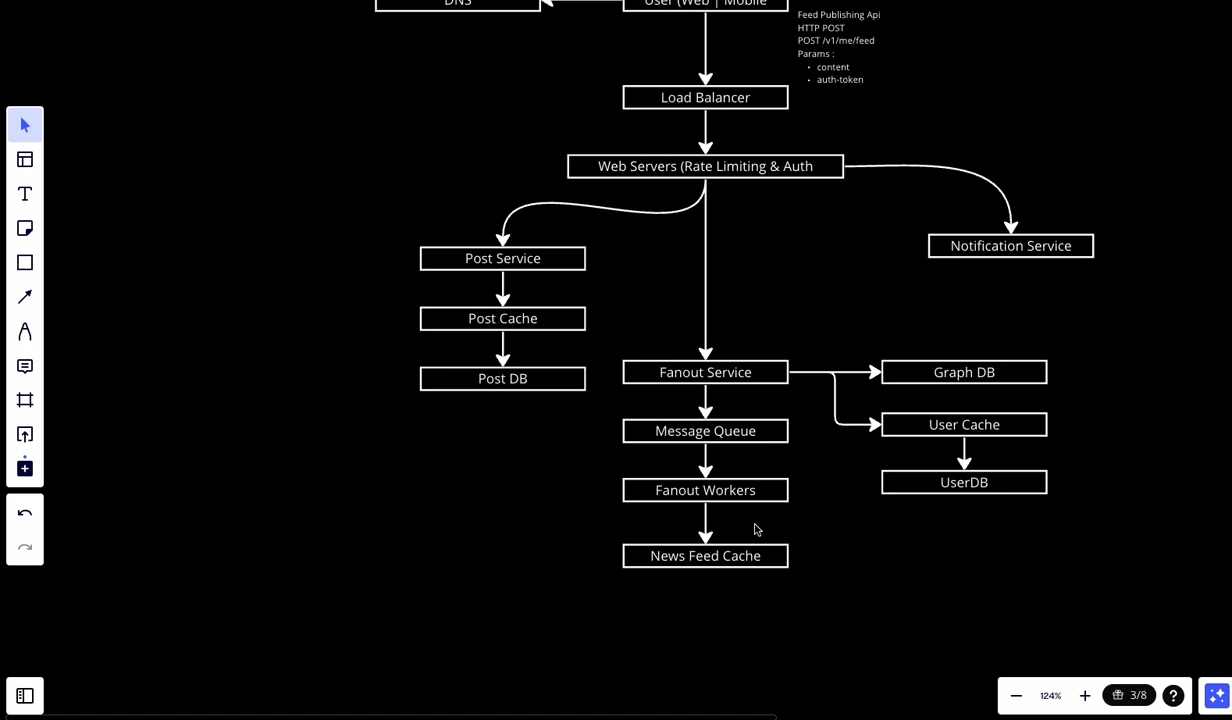 DNS
User (Web | Mobile
Feed Publishing Api
HTTP POST
POST /v1/me/feed
Params :
• content
• auth-token
Load Balancer
Web Servers (Rate Limiting & Auth
Notification Service
Post Service
Post Cache
Post DB
Fanout Service
Graph DB
Message Queue
User Cache
Fanout Workers
UserDB
News Feed Cache
T
124%
3/8
?